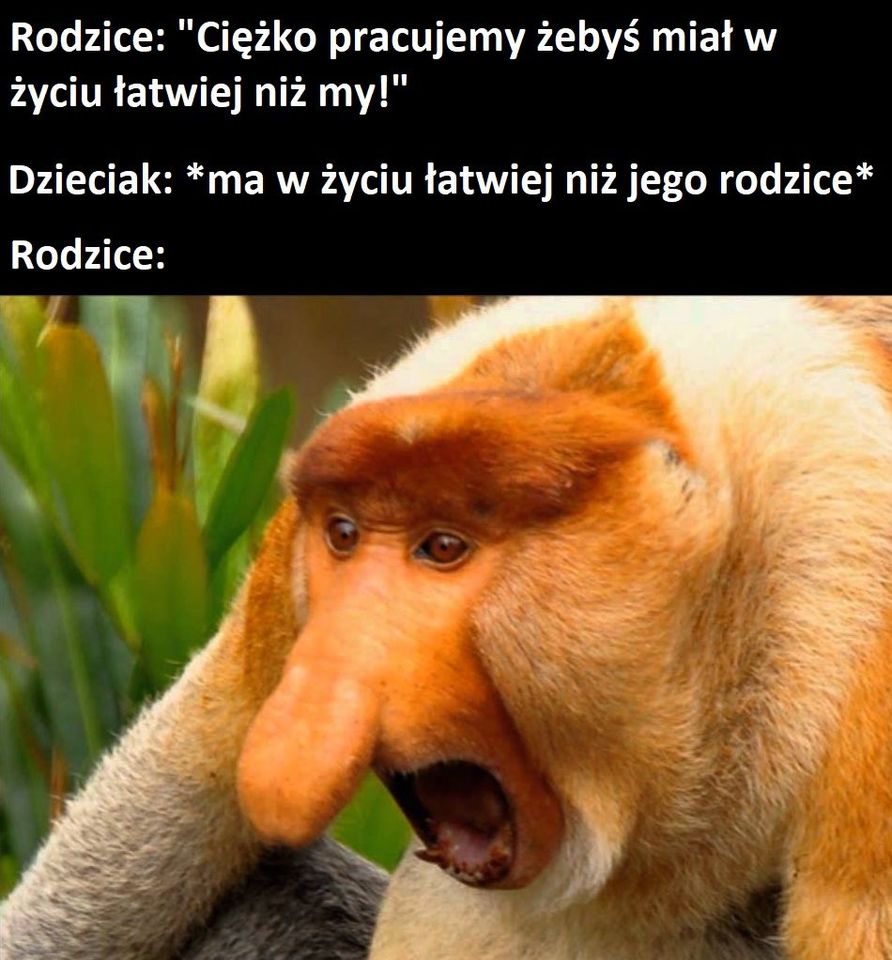 Rodzice: "Ciężko pracujemy żebyś miał w
życiu łatwiej niż my!"
Dzieciak: *ma w życiu łatwiej niż jego rodzice*
Rodzice: